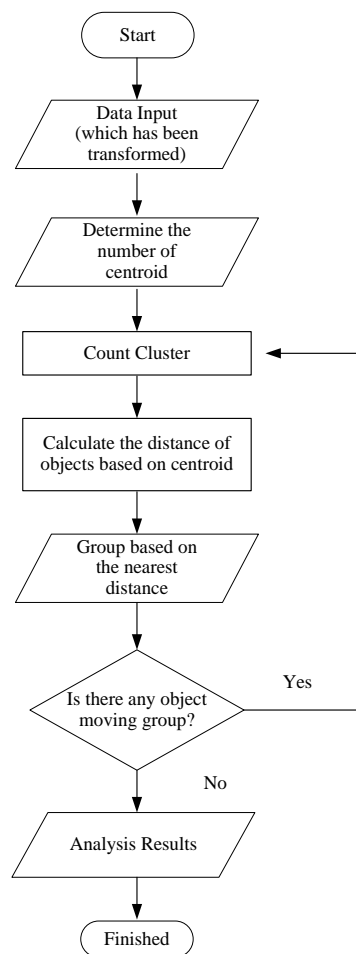 Start
Data Input
(which has been
transformed)
Determine the
number of
centroid
Count Cluster
Calculate the distance of
objects based on centroid
Group based on
the nearest
distance
Is there any object
moving group?
Yes
No
Analysis Results
Finished